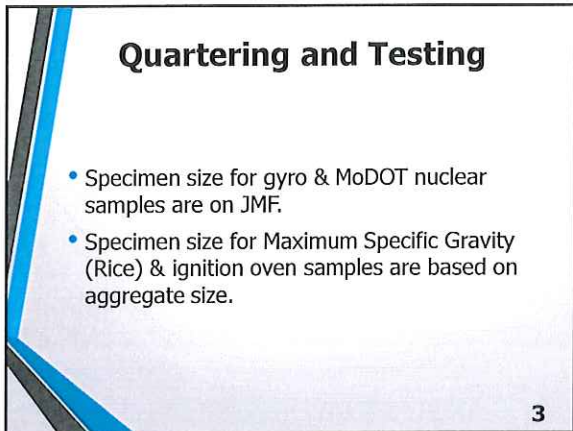 Quartering and Testing
• Specimen size for gyro & MoDOT nuclear
samples are on JMF.
• Specimen size for Maximum Specific Gravity
(Rice) & ignition oven samples are based on
aggregate size.
3